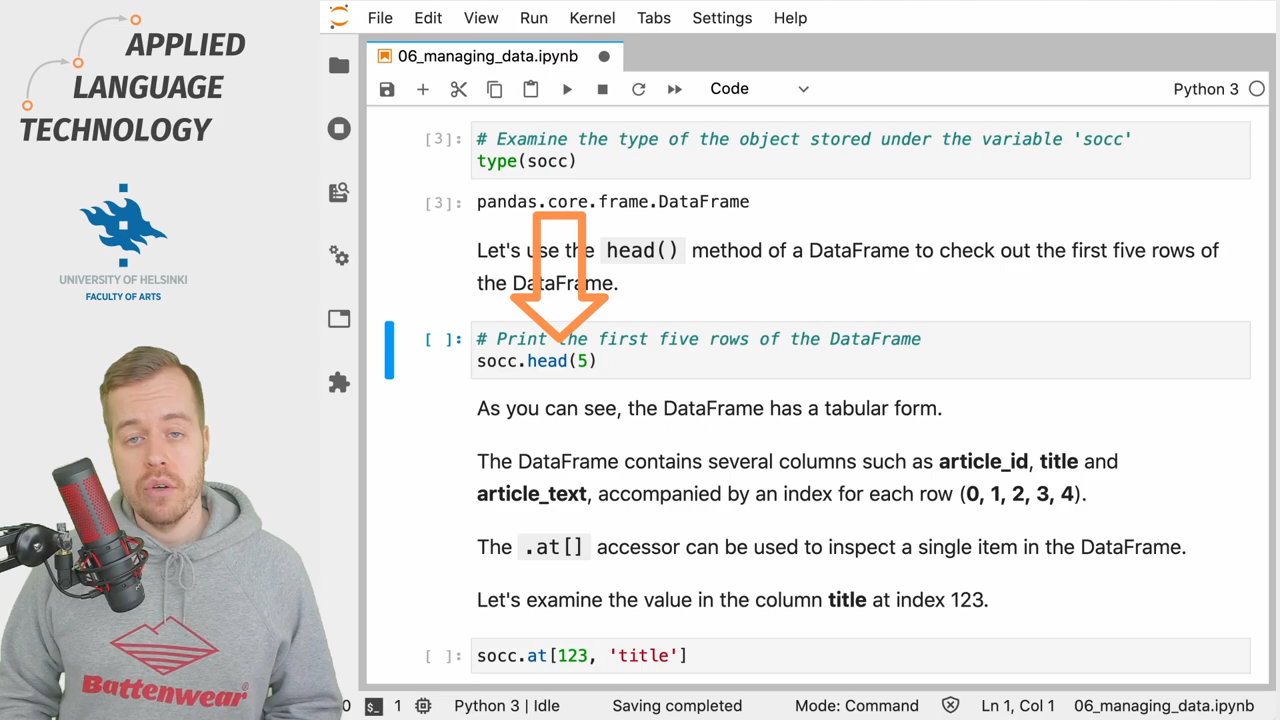 APPLIED
LANGUAGE
TECHNOLOGY
UNIVERSITY OF HELSINKI
FACULTY OF ARTS
Battenwear
File Edit View Run Kernel Tabs Settings Help
06_managing_data.ipynb
Code
Python 3
[3]: # Examine the type of the object stored under the variable 'socc'
type(socc)
[3]: pandas.core.frame.DataFrame
Let's use the head() method of a DataFrame to check out the first five rows of
the DataFrame.
[ ]: # Print the first five rows of the DataFrame
socc.head(5)
As you can see, the DataFrame has a tabular form.
The DataFrame contains several columns such as article_id, title and
article_text, accompanied by an index for each row (0, 1, 2, 3, 4).
The .at[] accessor can be used to inspect a single item in the DataFrame.
Let's examine the value in the column title at index 123.
[ ]: socc.at[123, 'title']
0 1 Python 3 | Idle Saving completed Mode: Command Ln 1, Col 1 06_managing_data.ipynb